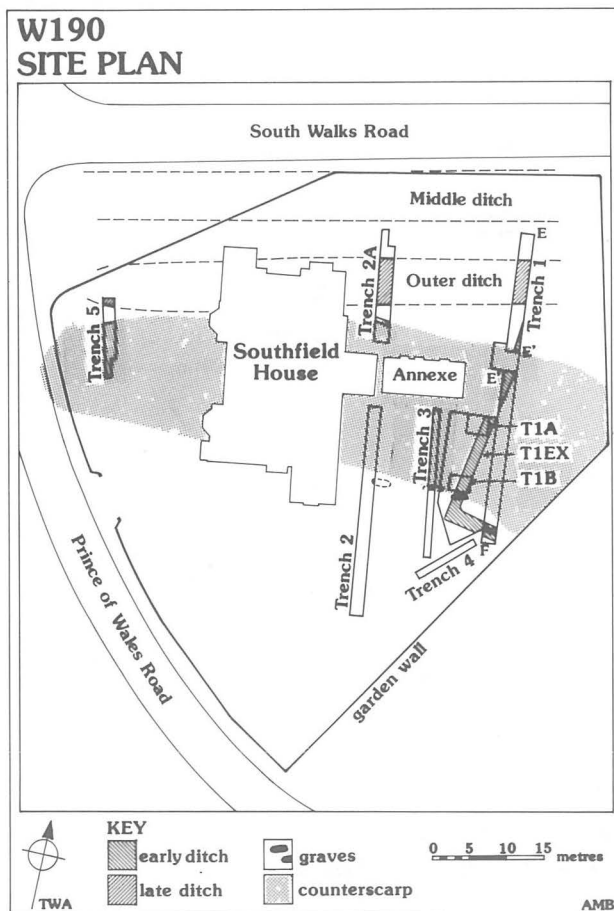 W190
SITE PLAN
South Walks Road
Middle ditch
E
Trench 2A
Outer ditch
Trench 1
Trench 5
Southfield
House
Annexe
E'
E'
Trench 3
T1A
T1EX
T1B
F
Trench 4
Trench 2
Prince of Wales Road
garden wall
KEY
early ditch
graves
0 5 10 15 metres
late ditch
counterscarp
TWA
AMB